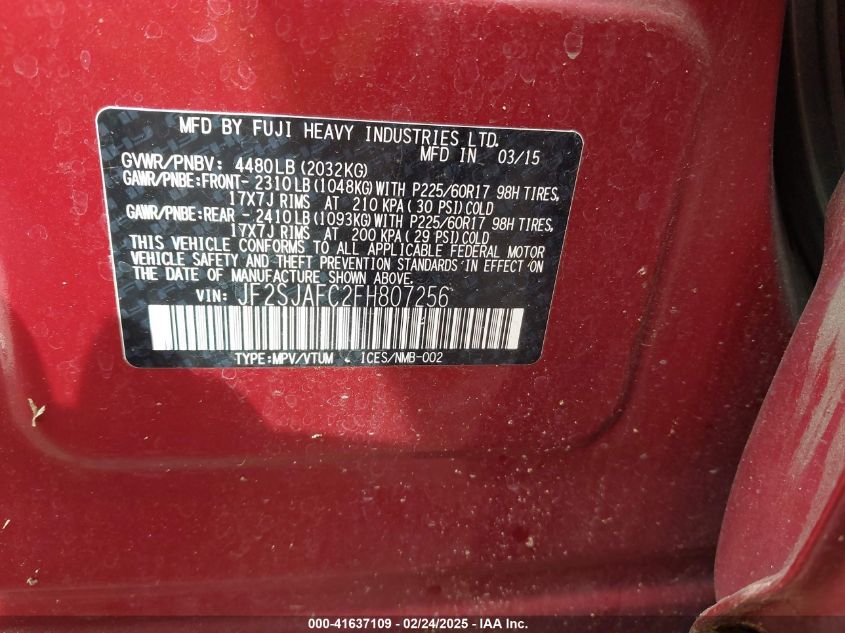 MFD BY FUJI HEAVY INDUSTRIES LTD.
MFD IN 03/15
GVWR/PNBV: 4480LB(2032KG)
GAWR/PNBE:FRONT- 2310LB(1048KG)WITH P225/60R17 98H TIRES,
17X7J RIMS AT 210 KPA( 30 PSI)COLD
GAWR/PNBE:REAR - 2410LB(1093KG)WITH P225/60R17 98H TIRES,
17X7J RIMS AT 200 KPA( 29 PSI)COLD
THIS VEHICLE CONFORMS TO ALL APPLICABLE FEDERAL MOTOR
VEHICLE SAFETY AND THEFT PREVENTION STANDARDS IN EFFECT ON
THE DATE OF MANUFACTURE SHOWN ABOVE.
VIN: JF2SJAFC2FH807256
TYPE:MPV/VTUM - ICES/NMB-002
000-41637109 - 02/24/2025 - IAA Inc.